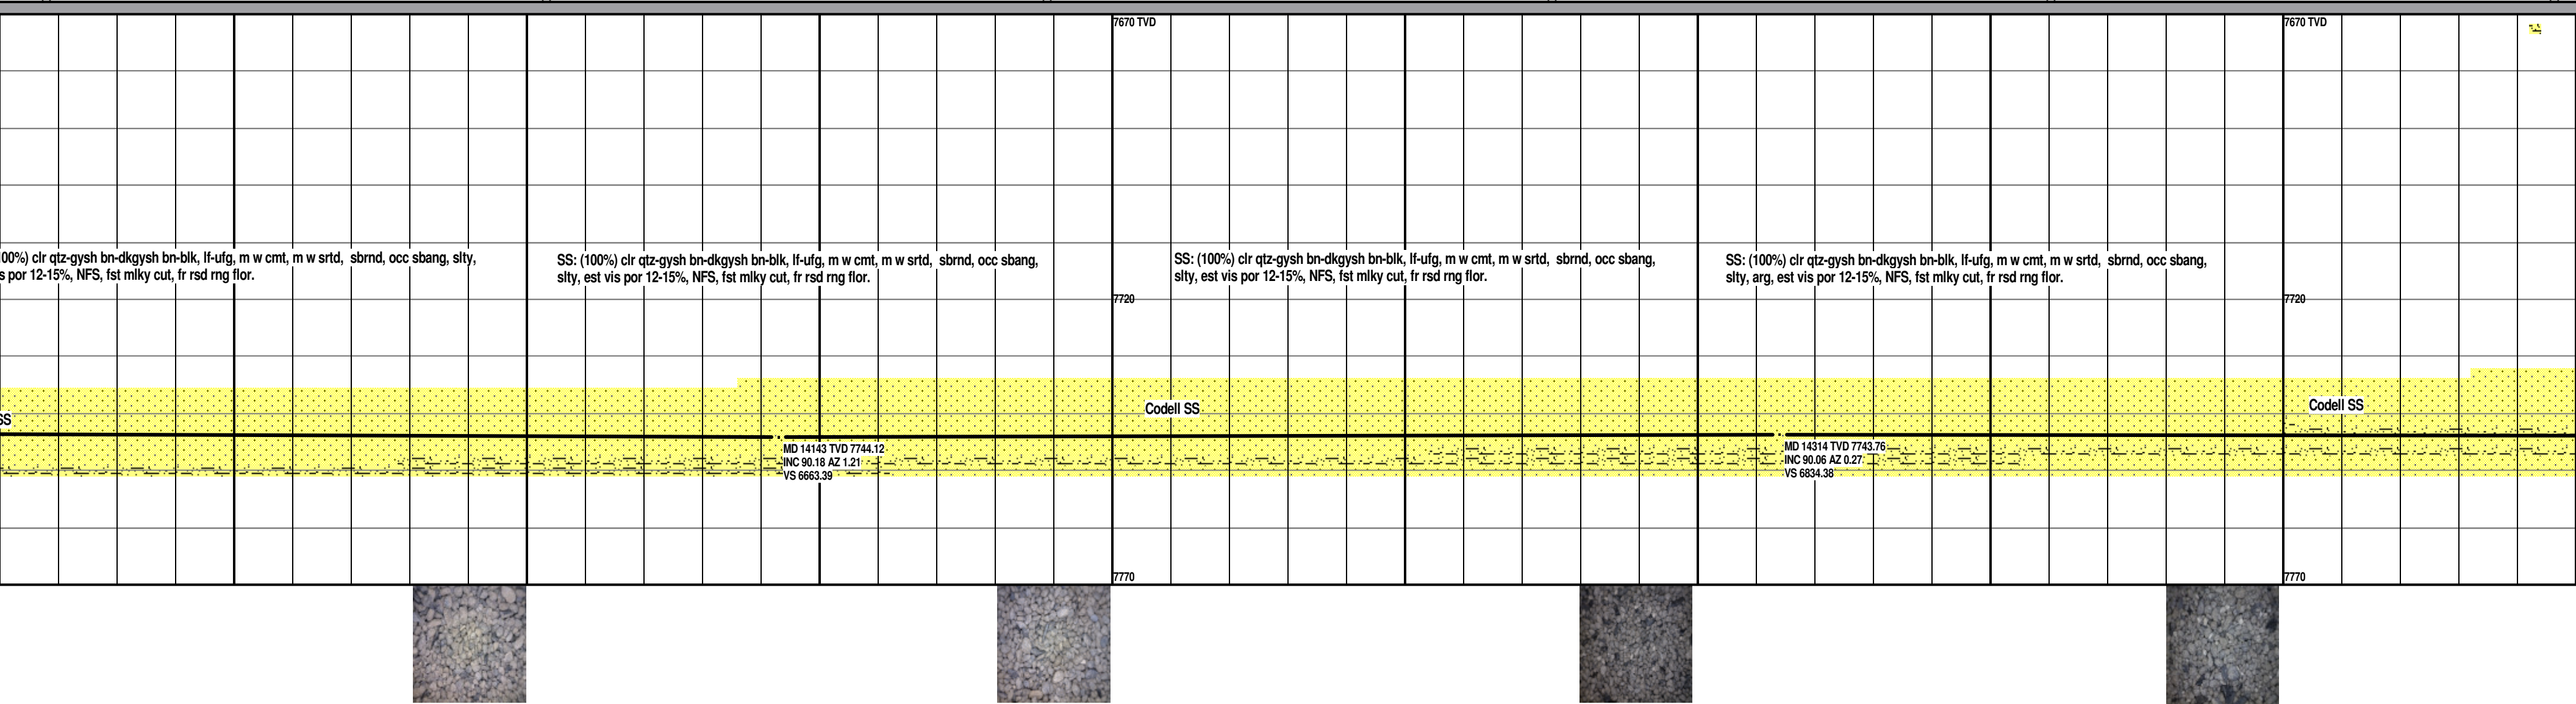 7670 TVD
7670 TVD
00%) clr qtz-gysh bn-dkgysh bn-blk, lf-ufg, m w cmt, m w srtd, sbrnd, occ sbang, slty,
s por 12-15%, NFS, fst mlky cut, fr rsd rng flor.
SS: (100%) clr qtz-gysh bn-dkgysh bn-blk, lf-ufg, m w cmt, m w srtd, sbrnd, occ sbang,
slty, est vis por 12-15%, NFS, fst mlky cut, fr rsd rng flor.
SS: (100%) clr qtz-gysh bn-dkgysh bn-blk, lf-ufg, m w cmt, m w srtd, sbrnd, occ sbang,
slty, est vis por 12-15%, NFS, fst mlky cut, fr rsd rng flor.
SS: (100%) clr qtz-gysh bn-dkgysh bn-blk, lf-ufg, m w cmt, m w srtd, sbrnd, occ sbang,
slty, arg, est vis por 12-15%, NFS, fst mlky cut, fr rsd rng flor.
7720
7720
SS
Codell SS
Codell SS
MD 14143 TVD 7744.12
INC 90.18 AZ 1.21
VS 6663.39
MD 14314 TVD 7743.76
INC 90.06 AZ 0.27
VS 6834.38
7770
7770